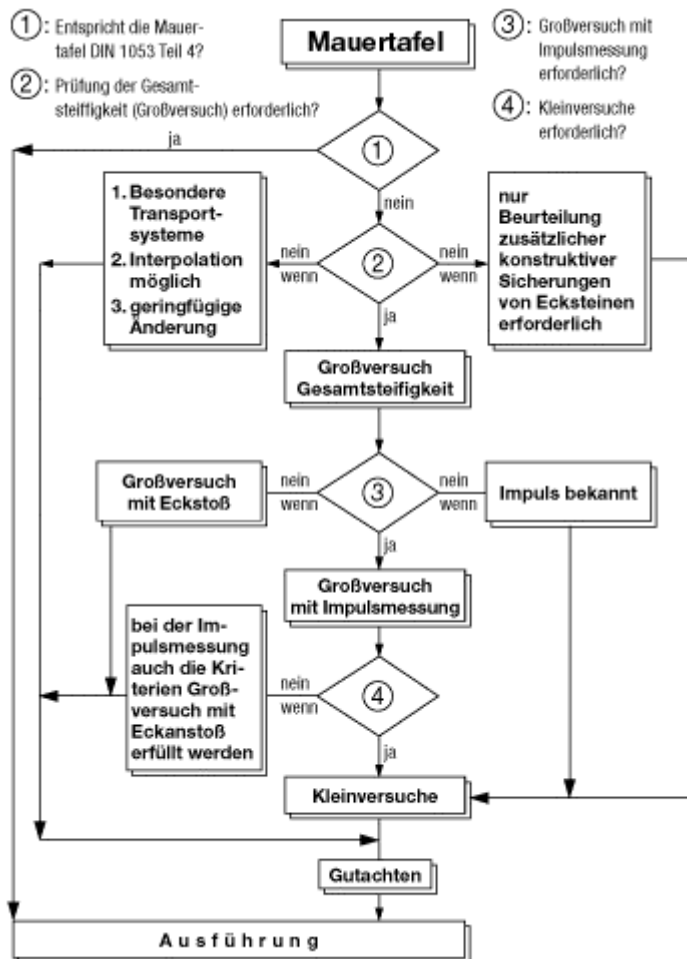 ①: Entspricht die Mauer-
tafel DIN 1053 Teil 4?
②: Prüfung der Gesamt-
steiffigkeit (Großversuch) erforderlich?
Mauertafel
③: Großversuch mit
Impulsmessung
erforderlich?
④: Kleinversuche
erforderlich?
ja
①
nein
1. Besondere
Transport-
systeme
2. Interpolation
möglich
3. geringfügige
Änderung
nein
wenn
②
nein
wenn
nur
Beurteilung
zusätzlicher
konstruktiver
Sicherungen
von Ecksteinen
erforderlich
ja
Großversuch
Gesamtsteifigkeit
Großversuch
mit Eckstoß
nein
wenn
③
nein
wenn
Impuls bekannt
ja
Großversuch
mit Impulsmessung
bei der Im-
pulsmessung
auch die Kri-
terien Groß-
versuch mit
Eckanstoß
erfüllt werden
nein
wenn
④
ja
Kleinversuche
Gutachten
Ausführung